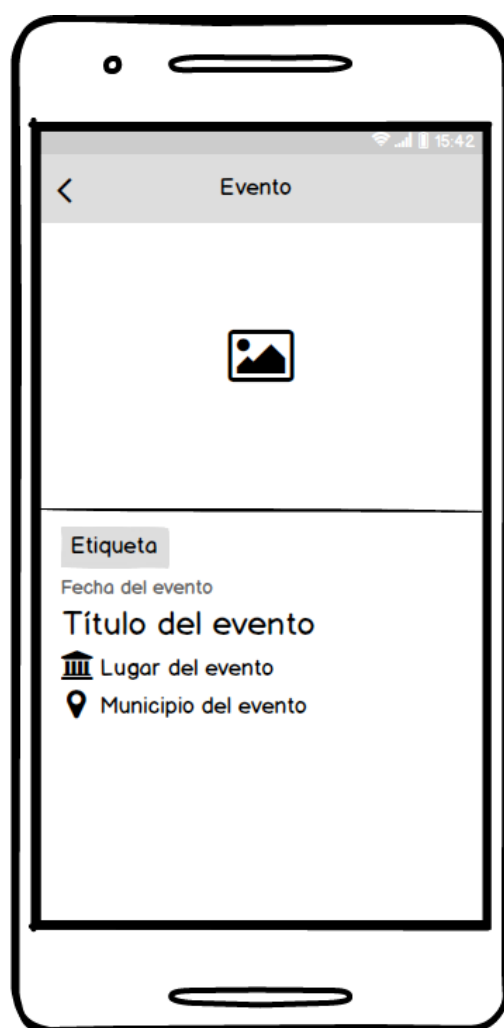 15:42
Evento
Etiqueta
Fecha del evento
Título del evento
Lugar del evento
Municipio del evento